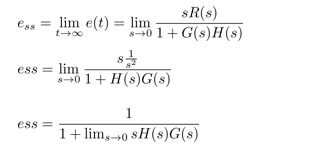 $e_{ss} = \lim_{t \to \infty} e(t) = \lim_{s \to 0} \frac{sR(s)}{1 + G(s)H(s)}$
$ess = \lim_{s \to 0} \frac{s\frac{1}{s^2}}{1 + H(s)G(s)}$
$ess = \frac{1}{1 + \lim_{s \to 0} sH(s)G(s)}$